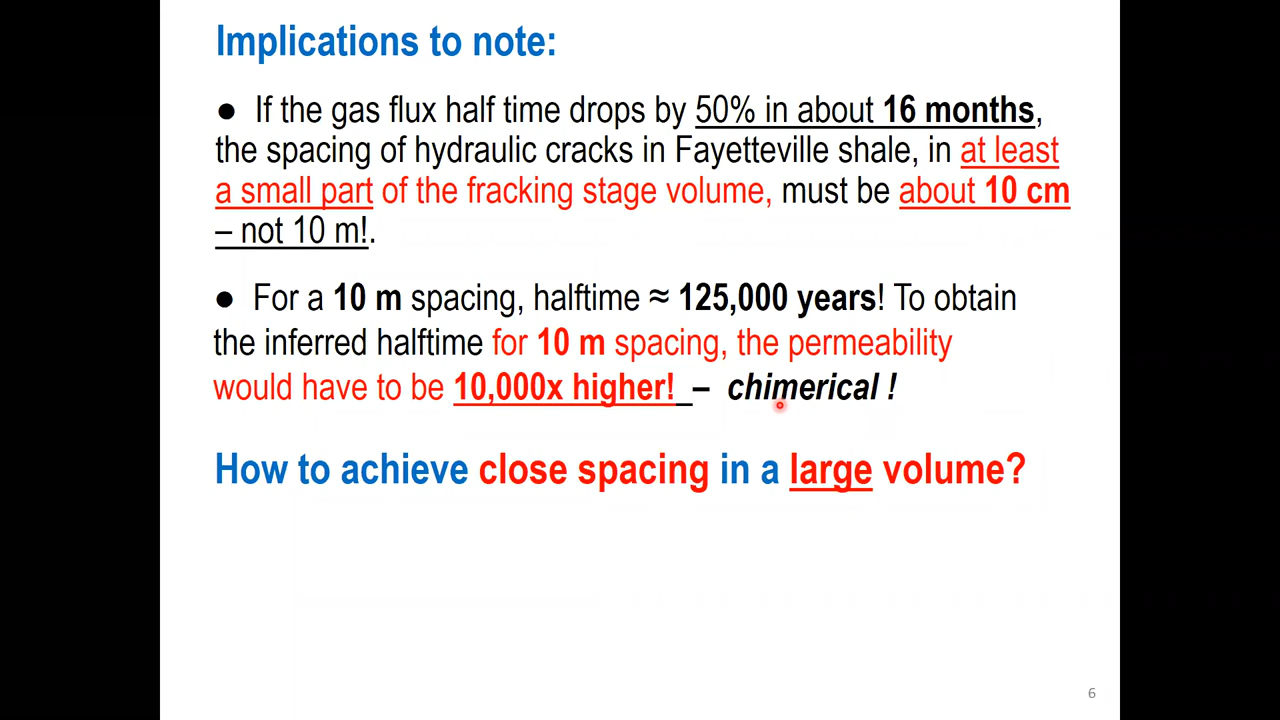 Implications to note:
● If the gas flux half time drops by 50% in about 16 months,
the spacing of hydraulic cracks in Fayetteville shale, in at least
a small part of the fracking stage volume, must be about 10 cm
– not 10 m!.
● For a 10 m spacing, halftime ≈ 125,000 years! To obtain
the inferred halftime for 10 m spacing, the permeability
would have to be 10,000x higher!_– chimerical !
How to achieve close spacing in a large volume?
6